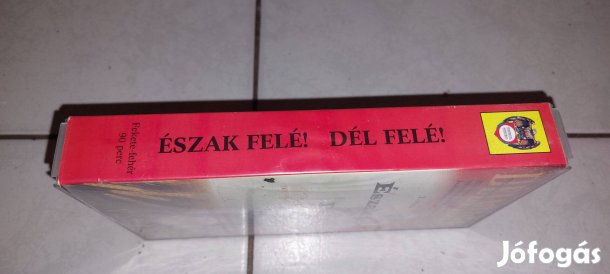 Fekete-fehér
90 perc
ÉSZAK FELÉ! DÉL FELÉ!
Jófogás